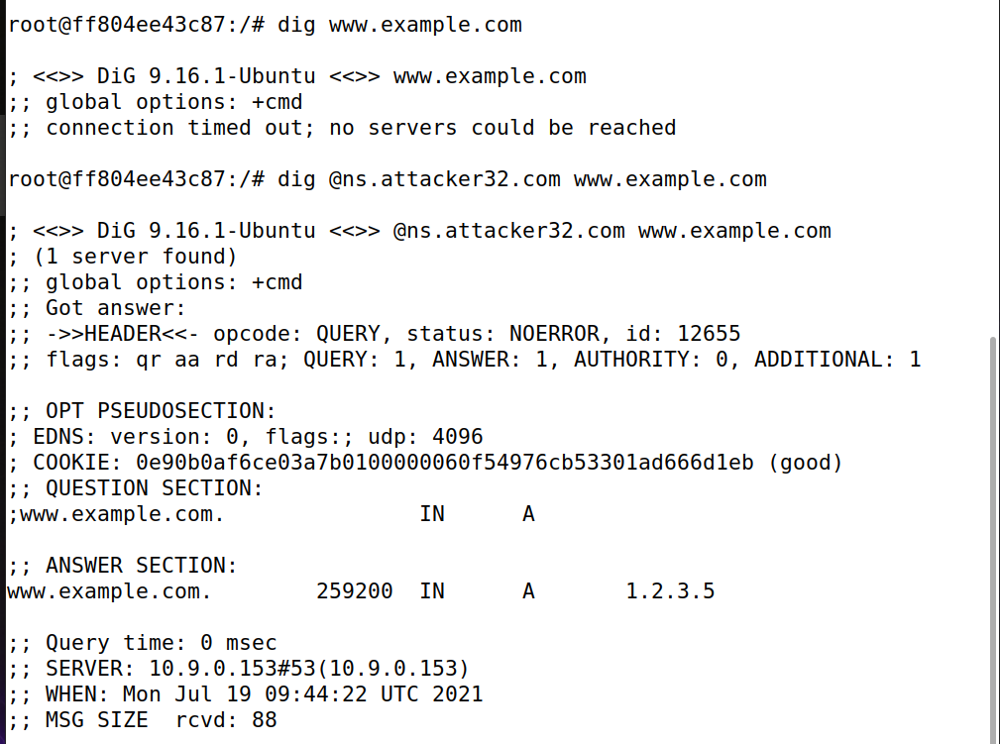 root@ff804ee43c87:/# dig www.example.com
; <<>> DiG 9.16.1-Ubuntu <<>> www.example.com
;; global options: +cmd
;; connection timed out; no servers could be reached
root@ff804ee43c87:/# dig @ns.attacker32.com www.example.com
; <<>> DiG 9.16.1-Ubuntu <<>> @ns.attacker32.com www.example.com
; (1 server found)
;; global options: +cmd
;; Got answer:
;; ->>HEADER<<- opcode: QUERY, status: NOERROR, id: 12655
;; flags: qr aa rd ra; QUERY: 1, ANSWER: 1, AUTHORITY: 0, ADDITIONAL: 1
;; OPT PSEUDOSECTION:
; EDNS: version: 0, flags:; udp: 4096
; COOKIE: 0e90b0af6ce03a7b0100000060f54976cb53301ad666d1eb (good)
;; QUESTION SECTION:
;www.example.com. IN A
;; ANSWER SECTION:
www.example.com. 259200 IN A 1.2.3.5
;; Query time: 0 msec
;; SERVER: 10.9.0.153#53(10.9.0.153)
;; WHEN: Mon Jul 19 09:44:22 UTC 2021
;; MSG SIZE  rcvd: 88